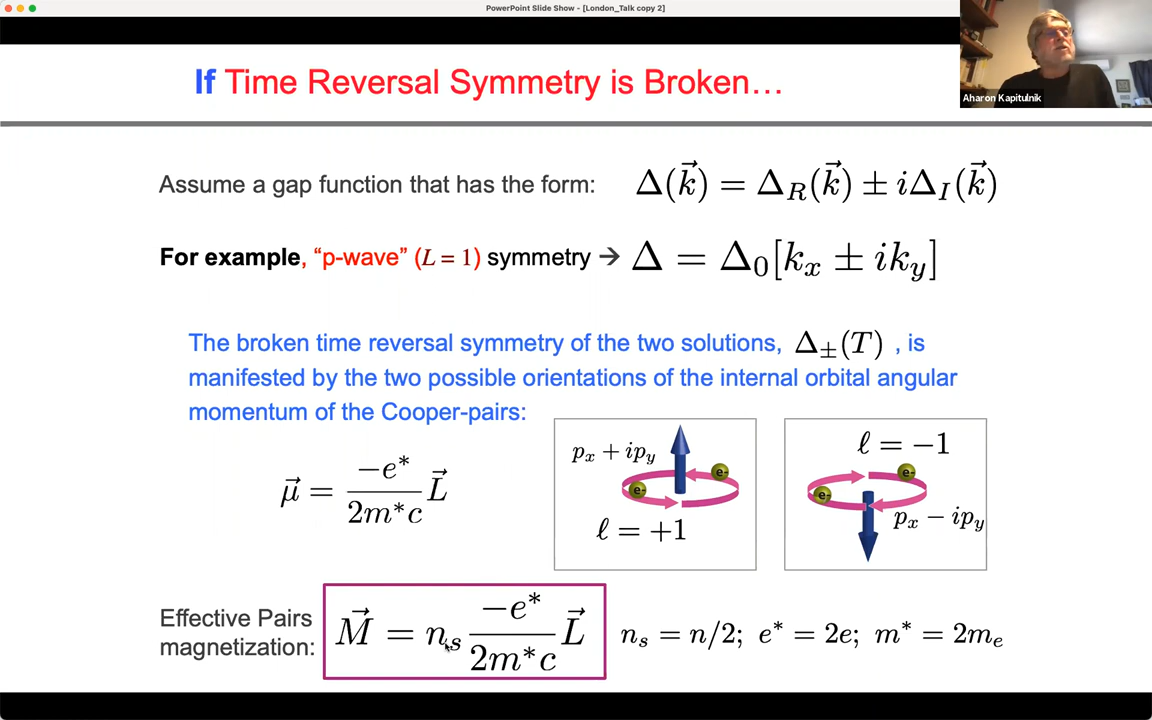 PowerPoint Slide Show - [London_Talk copy 2]
If Time Reversal Symmetry is Broken...
Aharon Kapitulnik
Assume a gap function that has the form: Δ(k⃗) = Δ_R(k⃗) ± iΔ_I(k⃗)
For example, “p-wave” (L = 1) symmetry → Δ = Δ₀[k_x ± ik_y]
The broken time reversal symmetry of the two solutions, Δ_±(T) , is
manifested by the two possible orientations of the internal orbital angular
momentum of the Cooper-pairs:
μ⃗ = −e*/2m*c L⃗
p_x + ip_y
e-
e-
ℓ = +1
ℓ = −1
e-
e-
p_x − ip_y
Effective Pairs
magnetization:
M⃗ = n_s −e*/2m*c L⃗
n_s = n/2; e* = 2e; m* = 2m_e